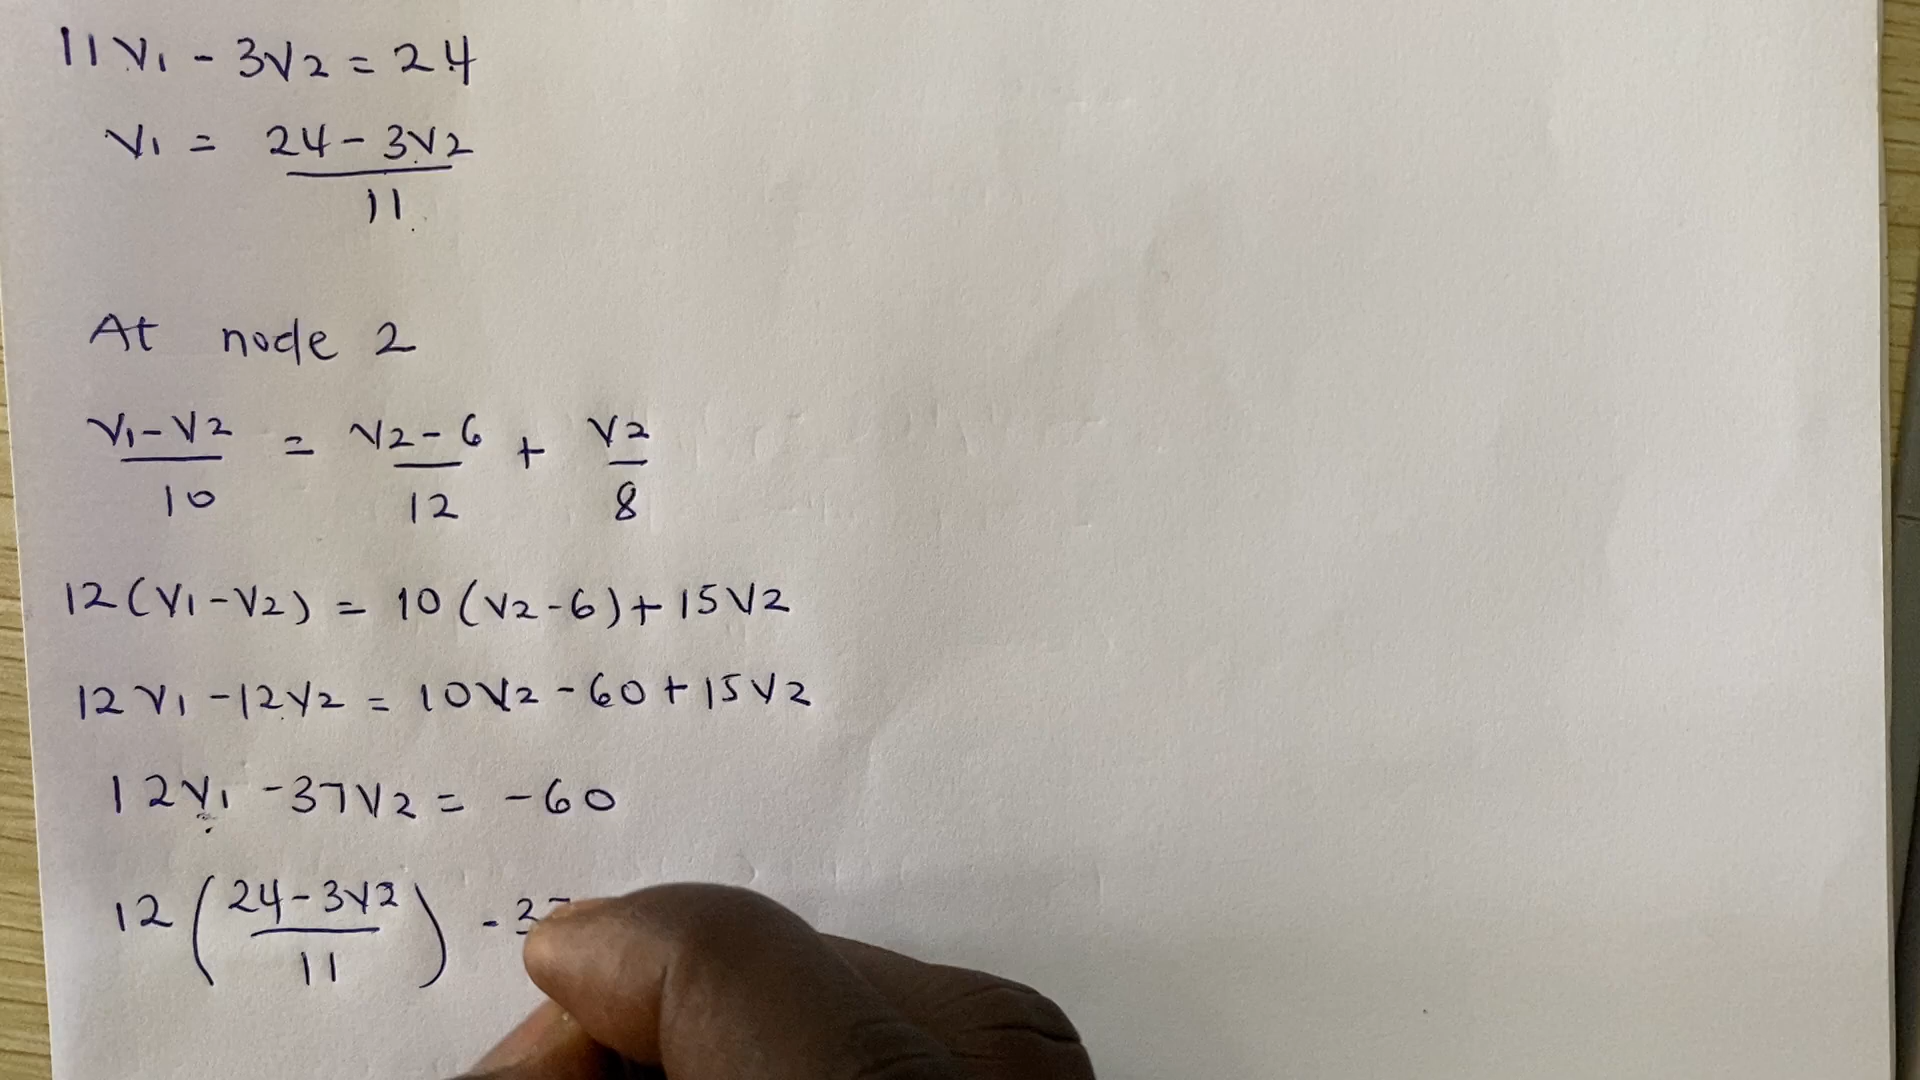 11V1 - 3V2 = 24
V1 = 24 - 3V2
11
At node 2
V1 - V2 = V2 - 6 + V2
10 12 8
12(V1 - V2) = 10(V2 - 6) + 15V2
12V1 - 12V2 = 10V2 - 60 + 15V2
12V1 - 37V2 = -60
12 ( 24 - 3V2 ) - 37
11